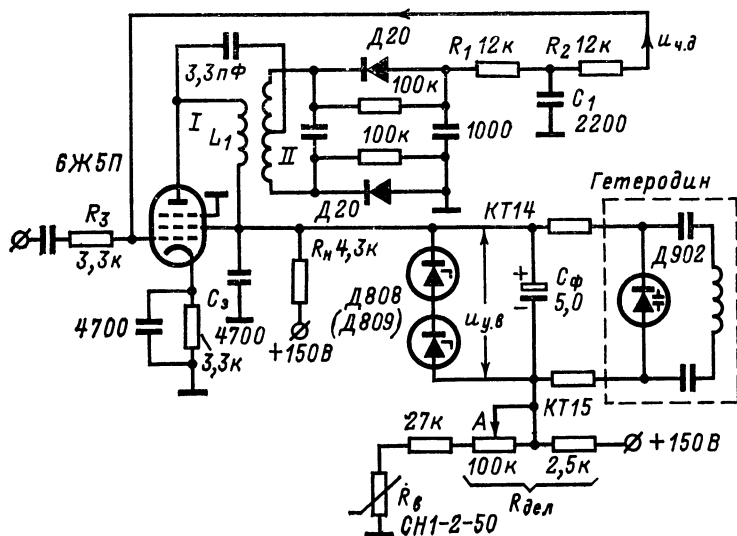 Д20
R₁ 12к
R₂ 12к
uч.д
3,3пФ
100к
C₁
2200
I
L₁
100к
1000
II
6Ж5П
Д20
Гетеродин
R₃
КТ14
3,3к
Rн 4,3к
Д902
Cф
5,0
+
−
C₃
4700
4700
3,3к
Д808
(Д809)
uу.в
+150В
КТ15
27к
А
100к
2,5к
+150В
Rв
Rдел
СН1-2-50